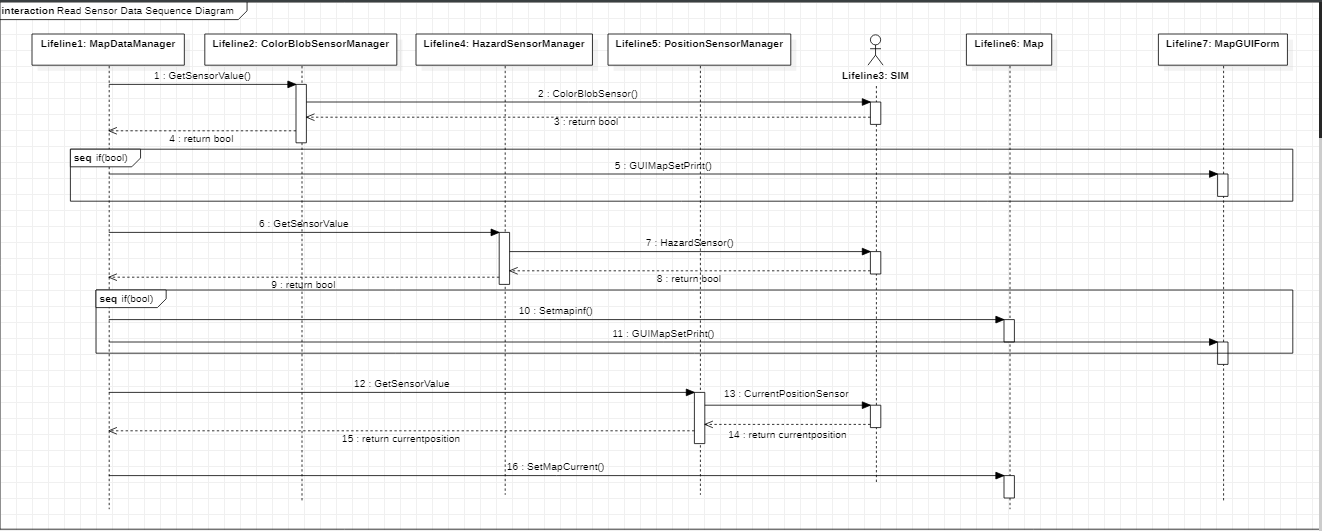 interaction Read Sensor Data Sequence Diagram
Lifeline1: MapDataManager
Lifeline2: ColorBlobSensorManager
Lifeline4: HazardSensorManager
Lifeline5: PositionSensorManager
Lifeline3: SIM
Lifeline6: Map
Lifeline7: MapGUIForm
1 : GetSensorValue()
2 : ColorBlobSensor()
3 : return bool
4 : return bool
seq if(bool)
5 : GUIMapSetPrint()
6 : GetSensorValue
7 : HazardSensor()
8 : return bool
9 : return bool
seq if(bool)
10 : Setmapinf()
11 : GUIMapSetPrint()
12 : GetSensorValue
13 : CurrentPositionSensor
14 : return currentposition
15 : return currentposition
16 : SetMapCurrent()